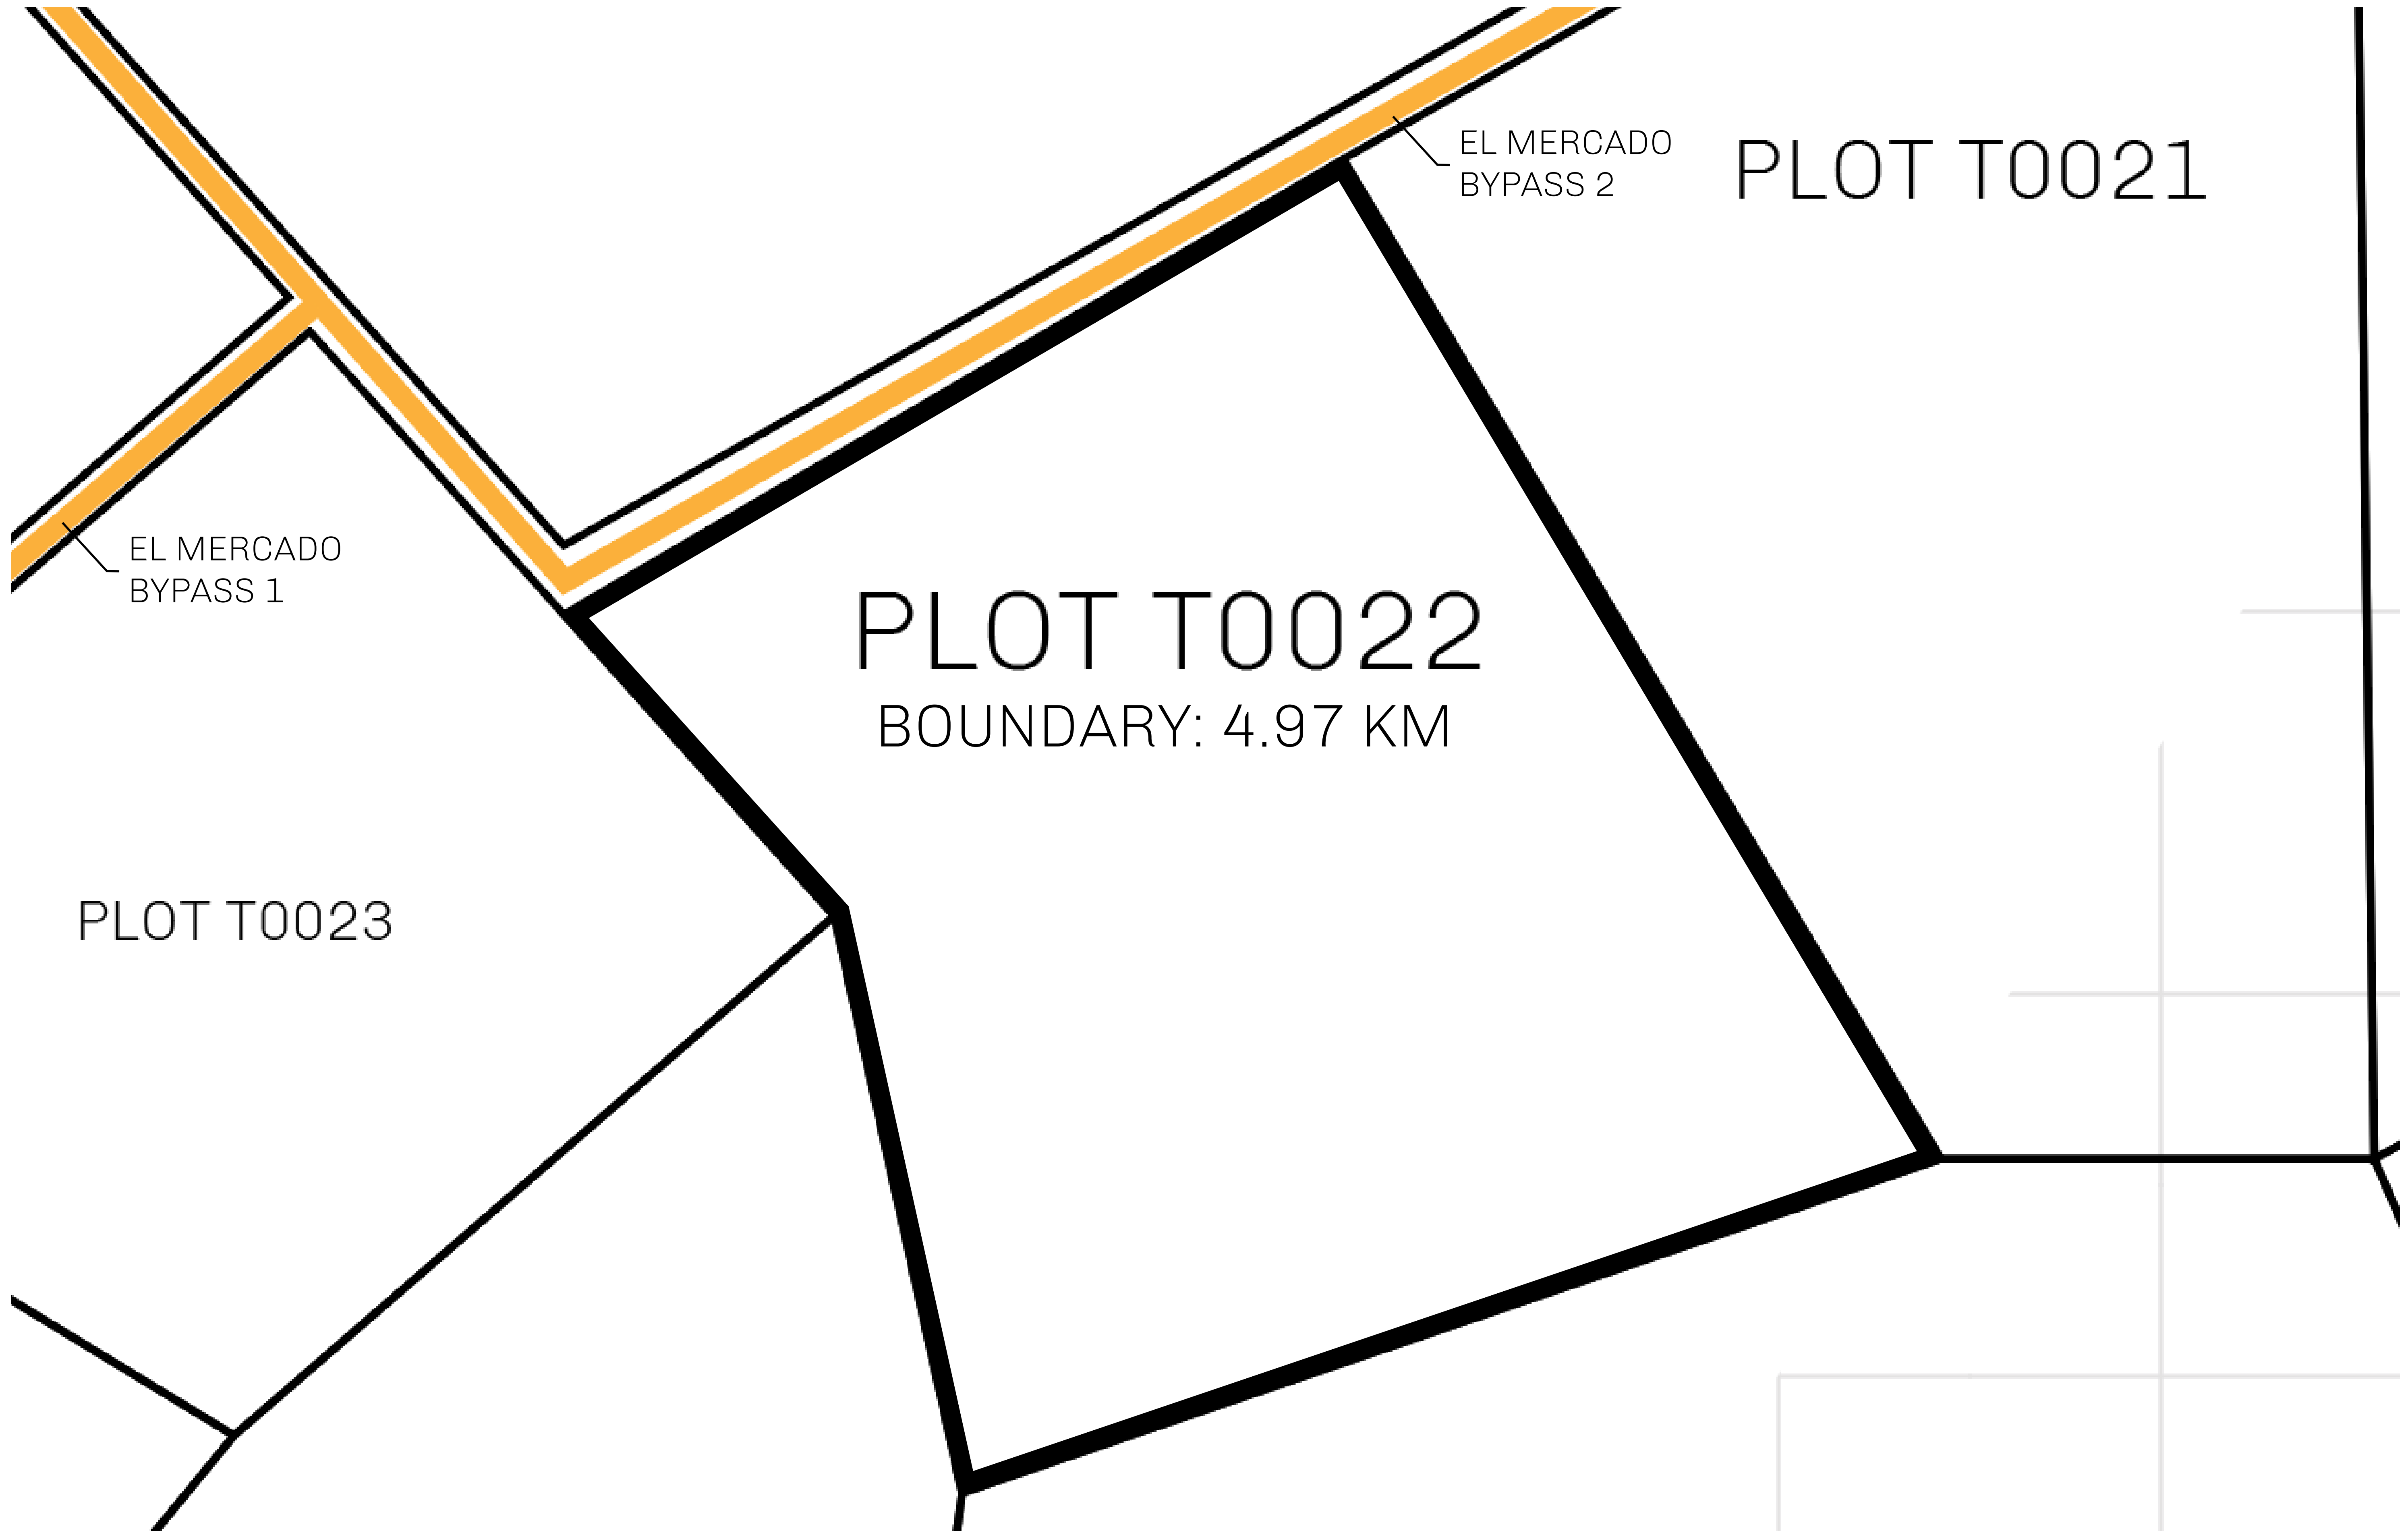 EL MERCADO
BYPASS 2
PLOT T0021
EL MERCADO
BYPASS 1
PLOT T0022
BOUNDARY: 4.97 KM
PLOT T0023